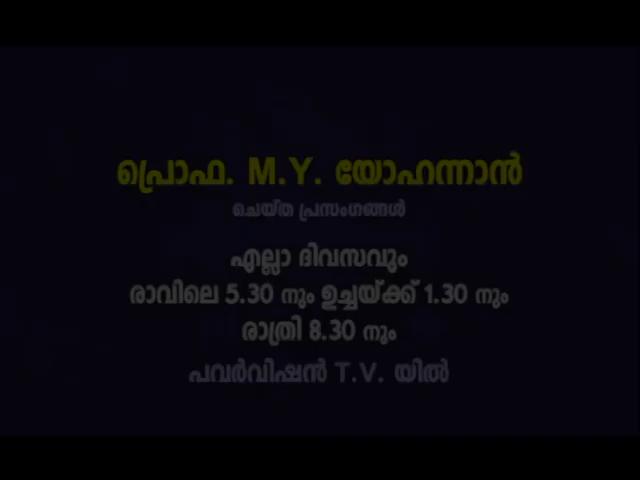 പ്രൊഫ. M.Y. യോഹന്നാൻ
ചെയ്ത പ്രസംഗങ്ങൾ
എല്ലാ ദിവസവും
രാവിലെ 5.30 നും ഉച്ചയ്ക്ക് 1.30 നും
രാത്രി 8.30 നും
പവർവിഷൻ T.V. യിൽ